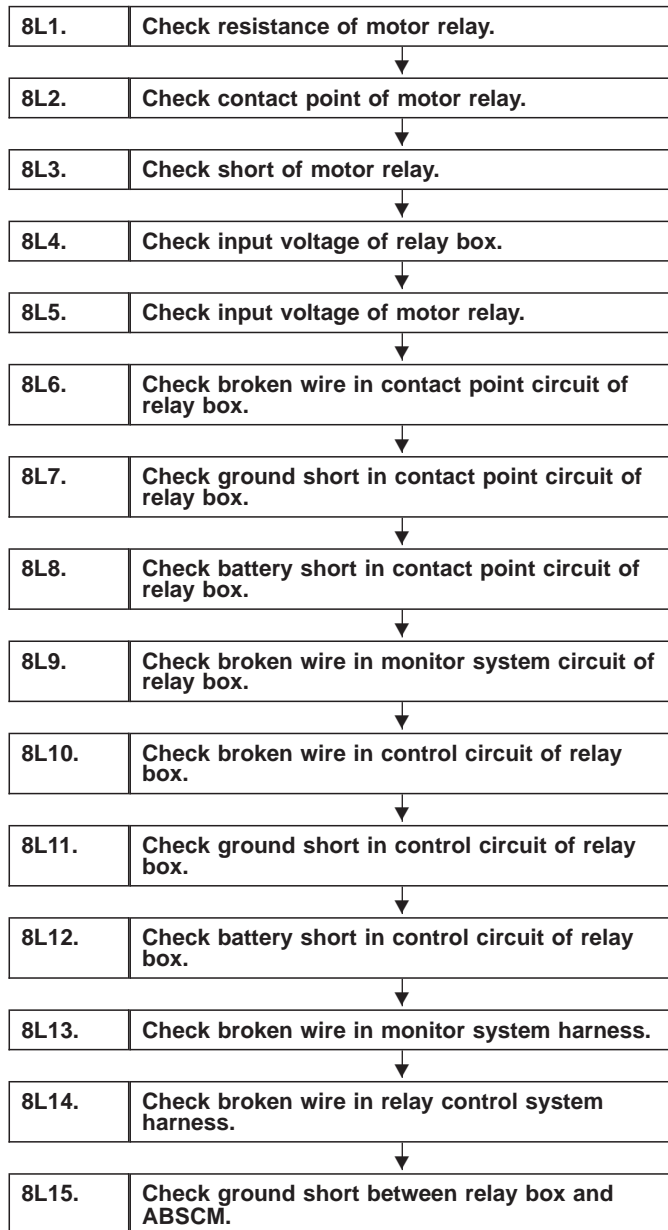 8L1. Check resistance of motor relay.
8L2. Check contact point of motor relay.
8L3. Check short of motor relay.
8L4. Check input voltage of relay box.
8L5. Check input voltage of motor relay.
8L6. Check broken wire in contact point circuit of
relay box.
8L7. Check ground short in contact point circuit of
relay box.
8L8. Check battery short in contact point circuit of
relay box.
8L9. Check broken wire in monitor system circuit of
relay box.
8L10. Check broken wire in control circuit of relay
box.
8L11. Check ground short in control circuit of relay
box.
8L12. Check battery short in control circuit of relay
box.
8L13. Check broken wire in monitor system harness.
8L14. Check broken wire in relay control system
harness.
8L15. Check ground short between relay box and
ABSCM.